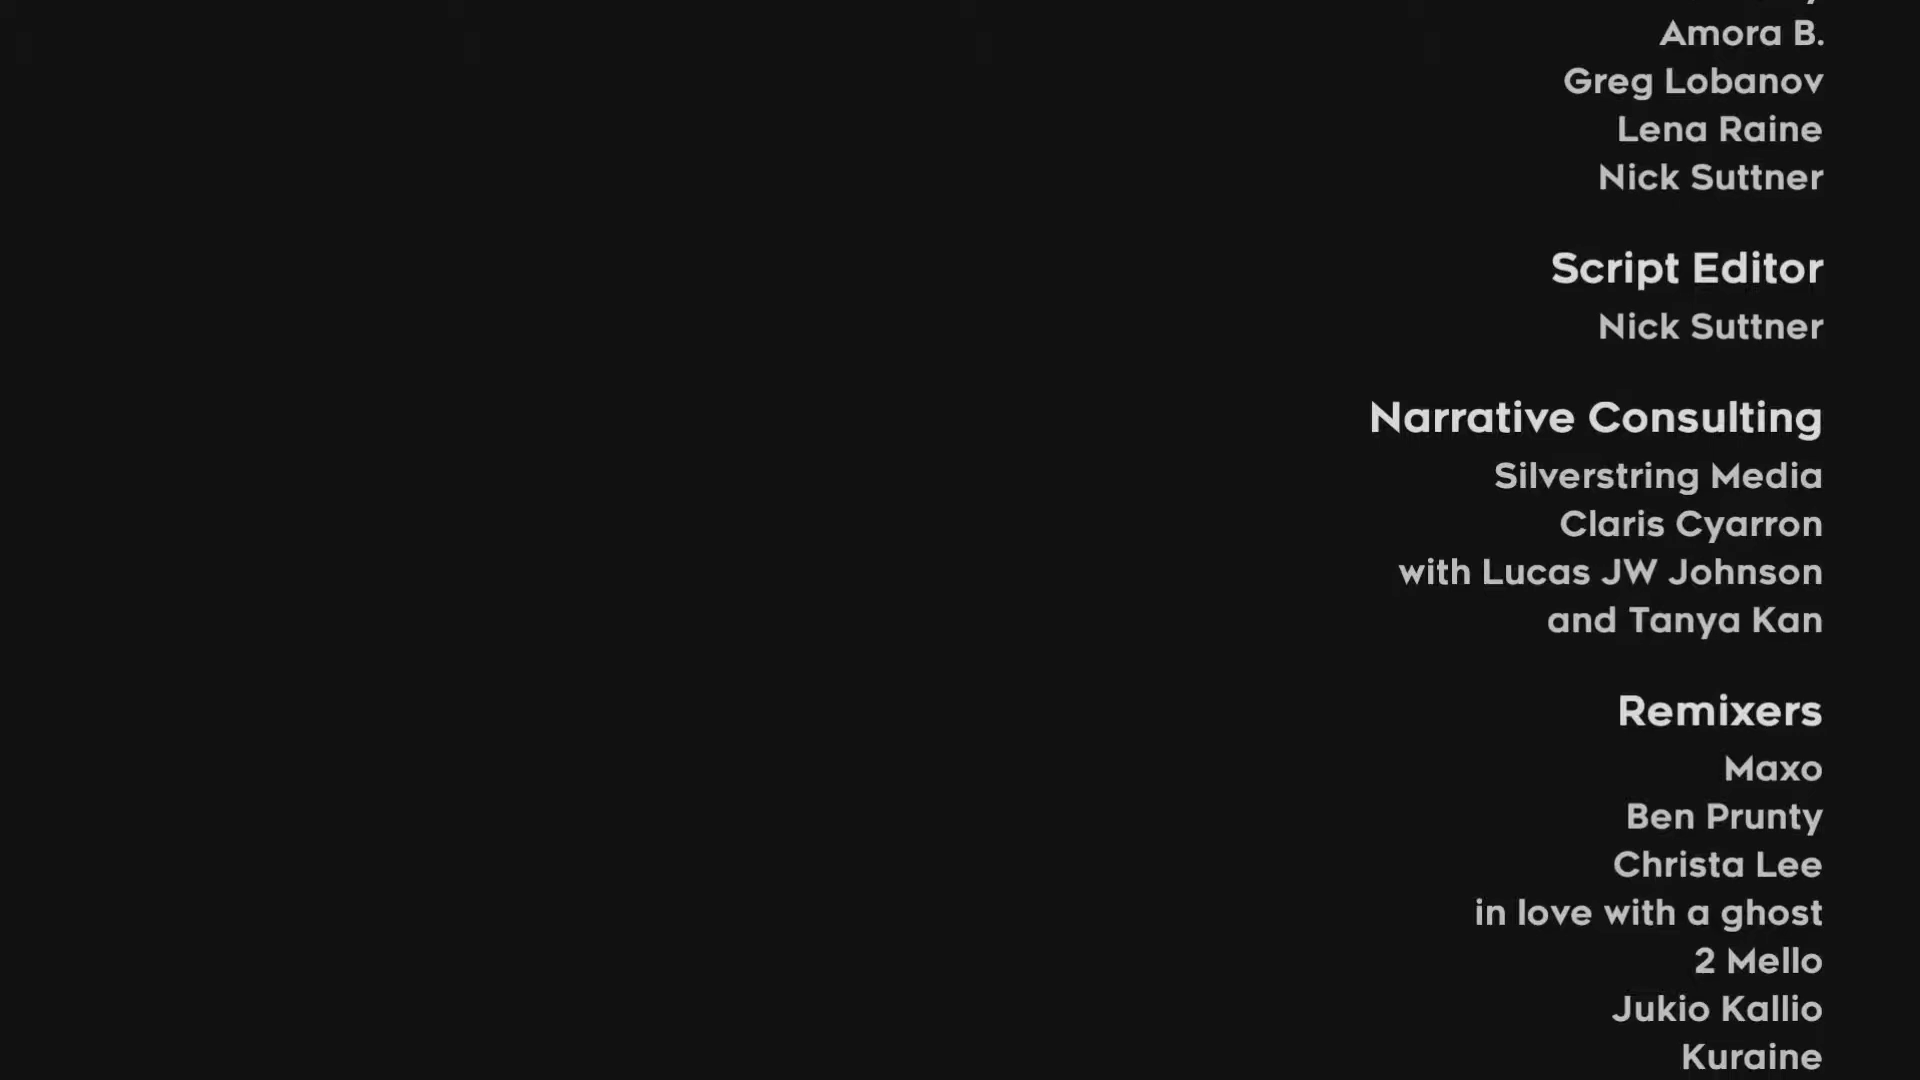 Amora B.
Greg Lobanov
Lena Raine
Nick Suttner
Script Editor
Nick Suttner
Narrative Consulting
Silverstring Media
Claris Cyarron
with Lucas JW Johnson
and Tanya Kan
Remixers
Maxo
Ben Prunty
Christa Lee
in love with a ghost
2 Mello
Jukio Kallio
Kuraine